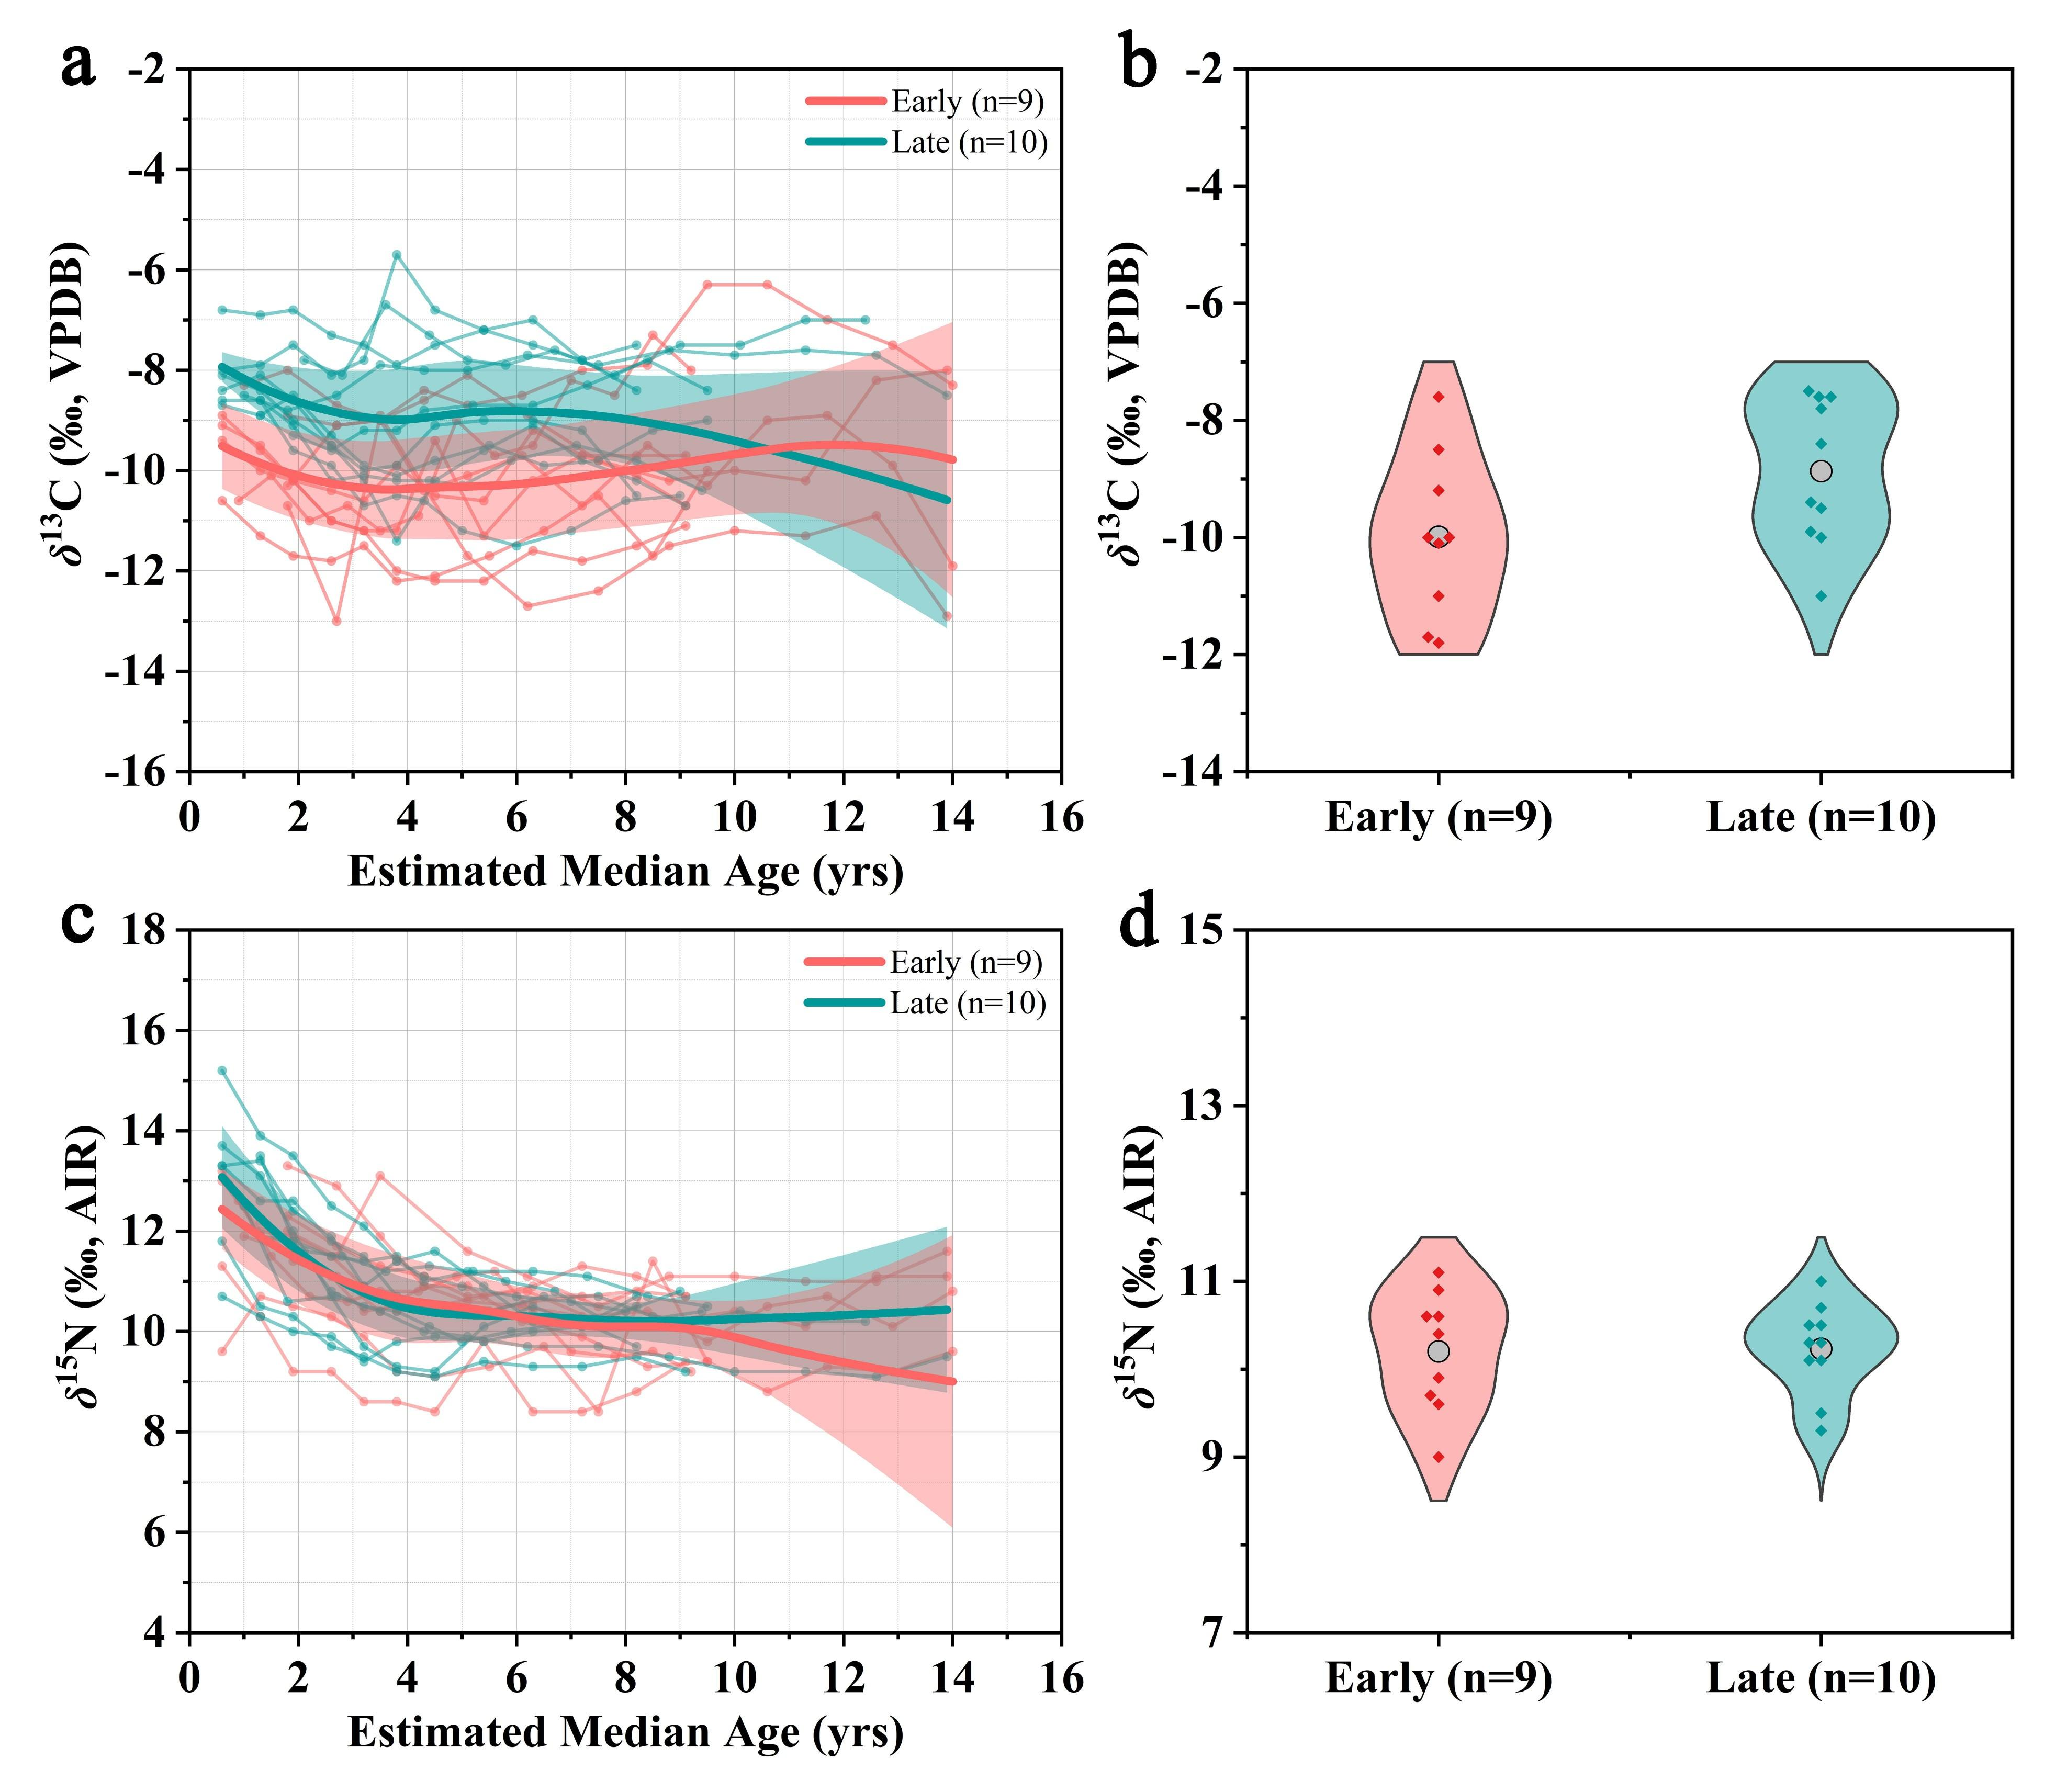 a
-2
-4
-6
-8
-10
-12
-14
-16
δ13C (‰, VPDB)
Early (n=9)
Late (n=10)
0 2 4 6 8 10 12 14 16
Estimated Median Age (yrs)
b
-2
-4
-6
-8
-10
-12
-14
δ13C (‰, VPDB)
Early (n=9) Late (n=10)
c
18
16
14
12
10
8
6
4
δ15N (‰, AIR)
Early (n=9)
Late (n=10)
0 2 4 6 8 10 12 14 16
Estimated Median Age (yrs)
d
15
13
11
9
7
δ15N (‰, AIR)
Early (n=9) Late (n=10)